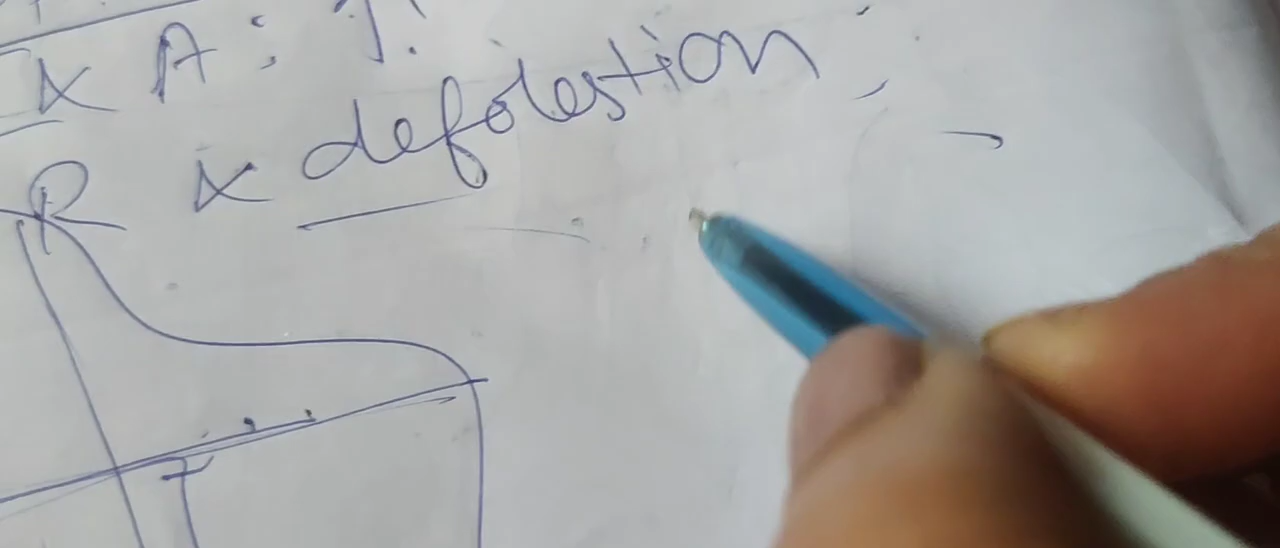 ∝ A ; 1.
R ∝ defolestion